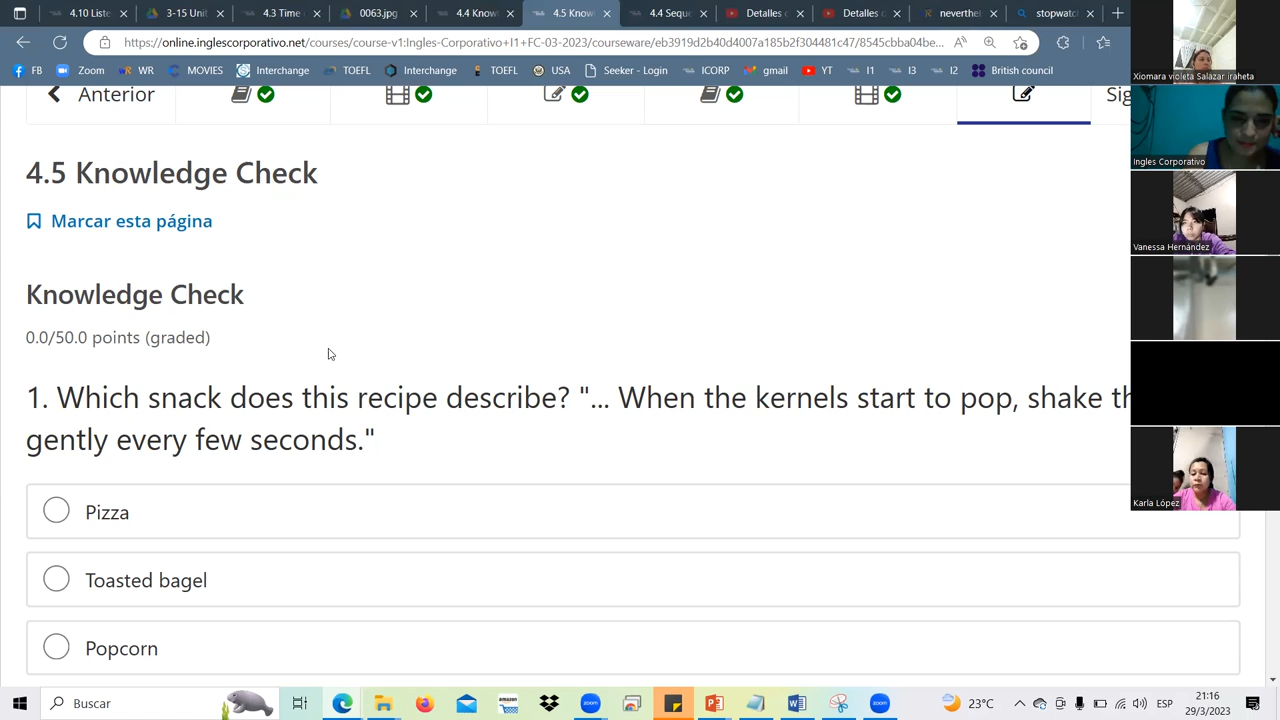 4.10 Liste
3-15 Unit
4.3 Time
0063.jpg
4.4 Know
4.5 Know
4.4 Sequ
Detalles c
Detalles c
neverthel
stopwatc
https://online.inglescorporativo.net/courses/course-v1:Ingles-Corporativo+I1+FC-03-2023/courseware/eb3919d2b40d4007a185b2f304481c47/8545cbba04be...
FB
Zoom
WR
MOVIES
Interchange
TOEFL
Interchange
TOEFL
USA
Seeker - Login
ICORP
gmail
YT
I1
I3
I2
British council
Anterior
Sig
4.5 Knowledge Check
Marcar esta página
Knowledge Check
0.0/50.0 points (graded)
1. Which snack does this recipe describe? "... When the kernels start to pop, shake th
gently every few seconds."
Pizza
Toasted bagel
Popcorn
Xiomara violeta Salazar iraheta
Ingles Corporativo
Vanessa Hernández
Karla López
Buscar
23°C
ESP
21:16
29/3/2023